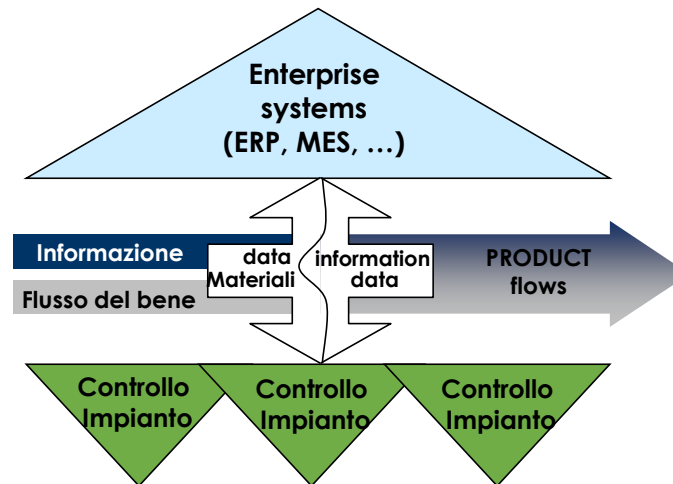 Enterprise
systems
(ERP, MES, …)
Informazione
Flusso del bene
data
Materiali
information
data
PRODUCT
flows
Controllo
Impianto
Controllo
Impianto
Controllo
Impianto